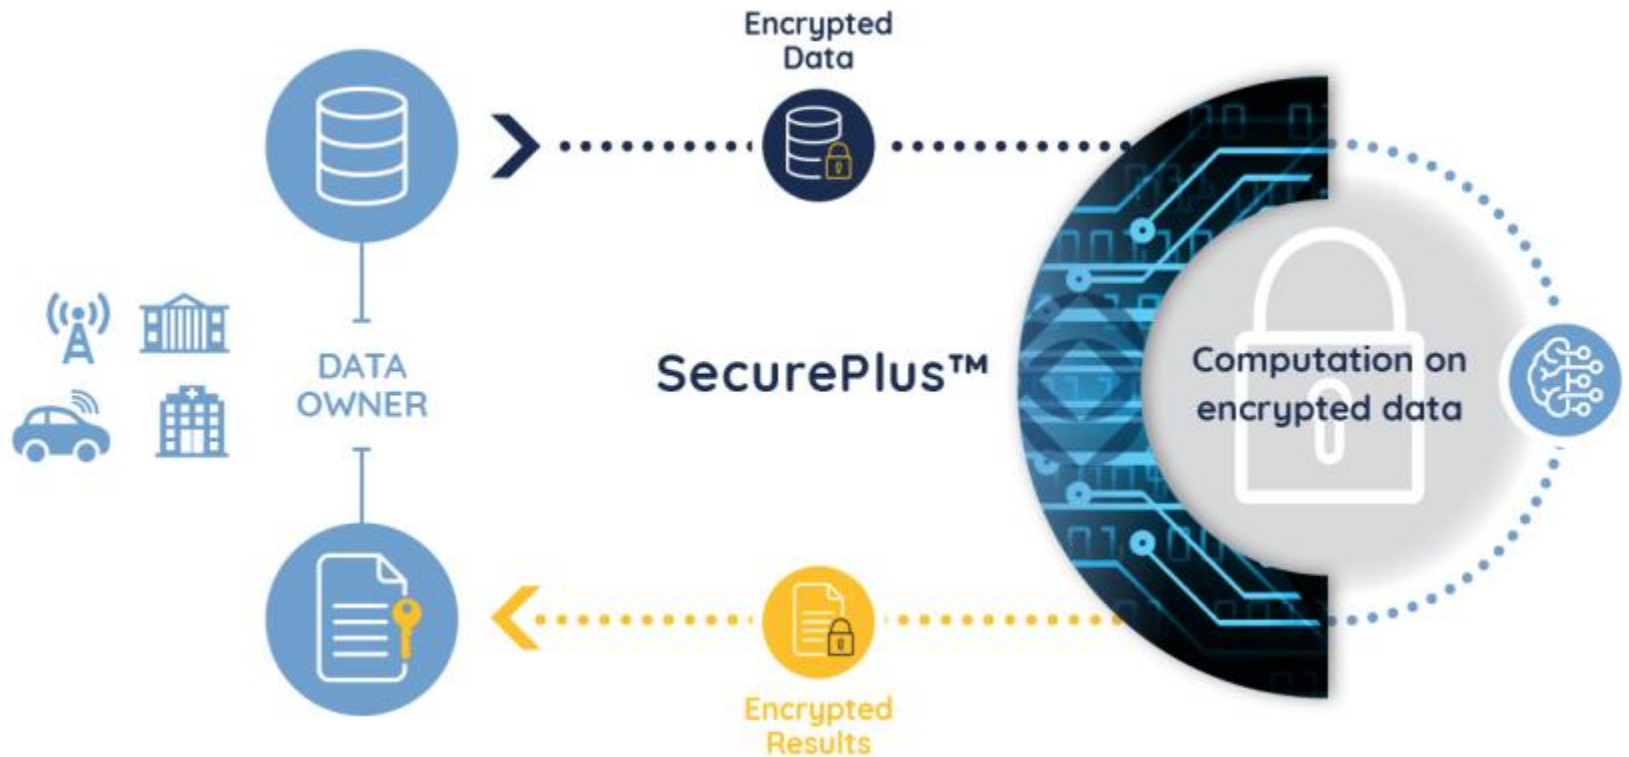 Encrypted
Data
DATA
OWNER
SecurePlus™
Computation on
encrypted data
Encrypted
Results